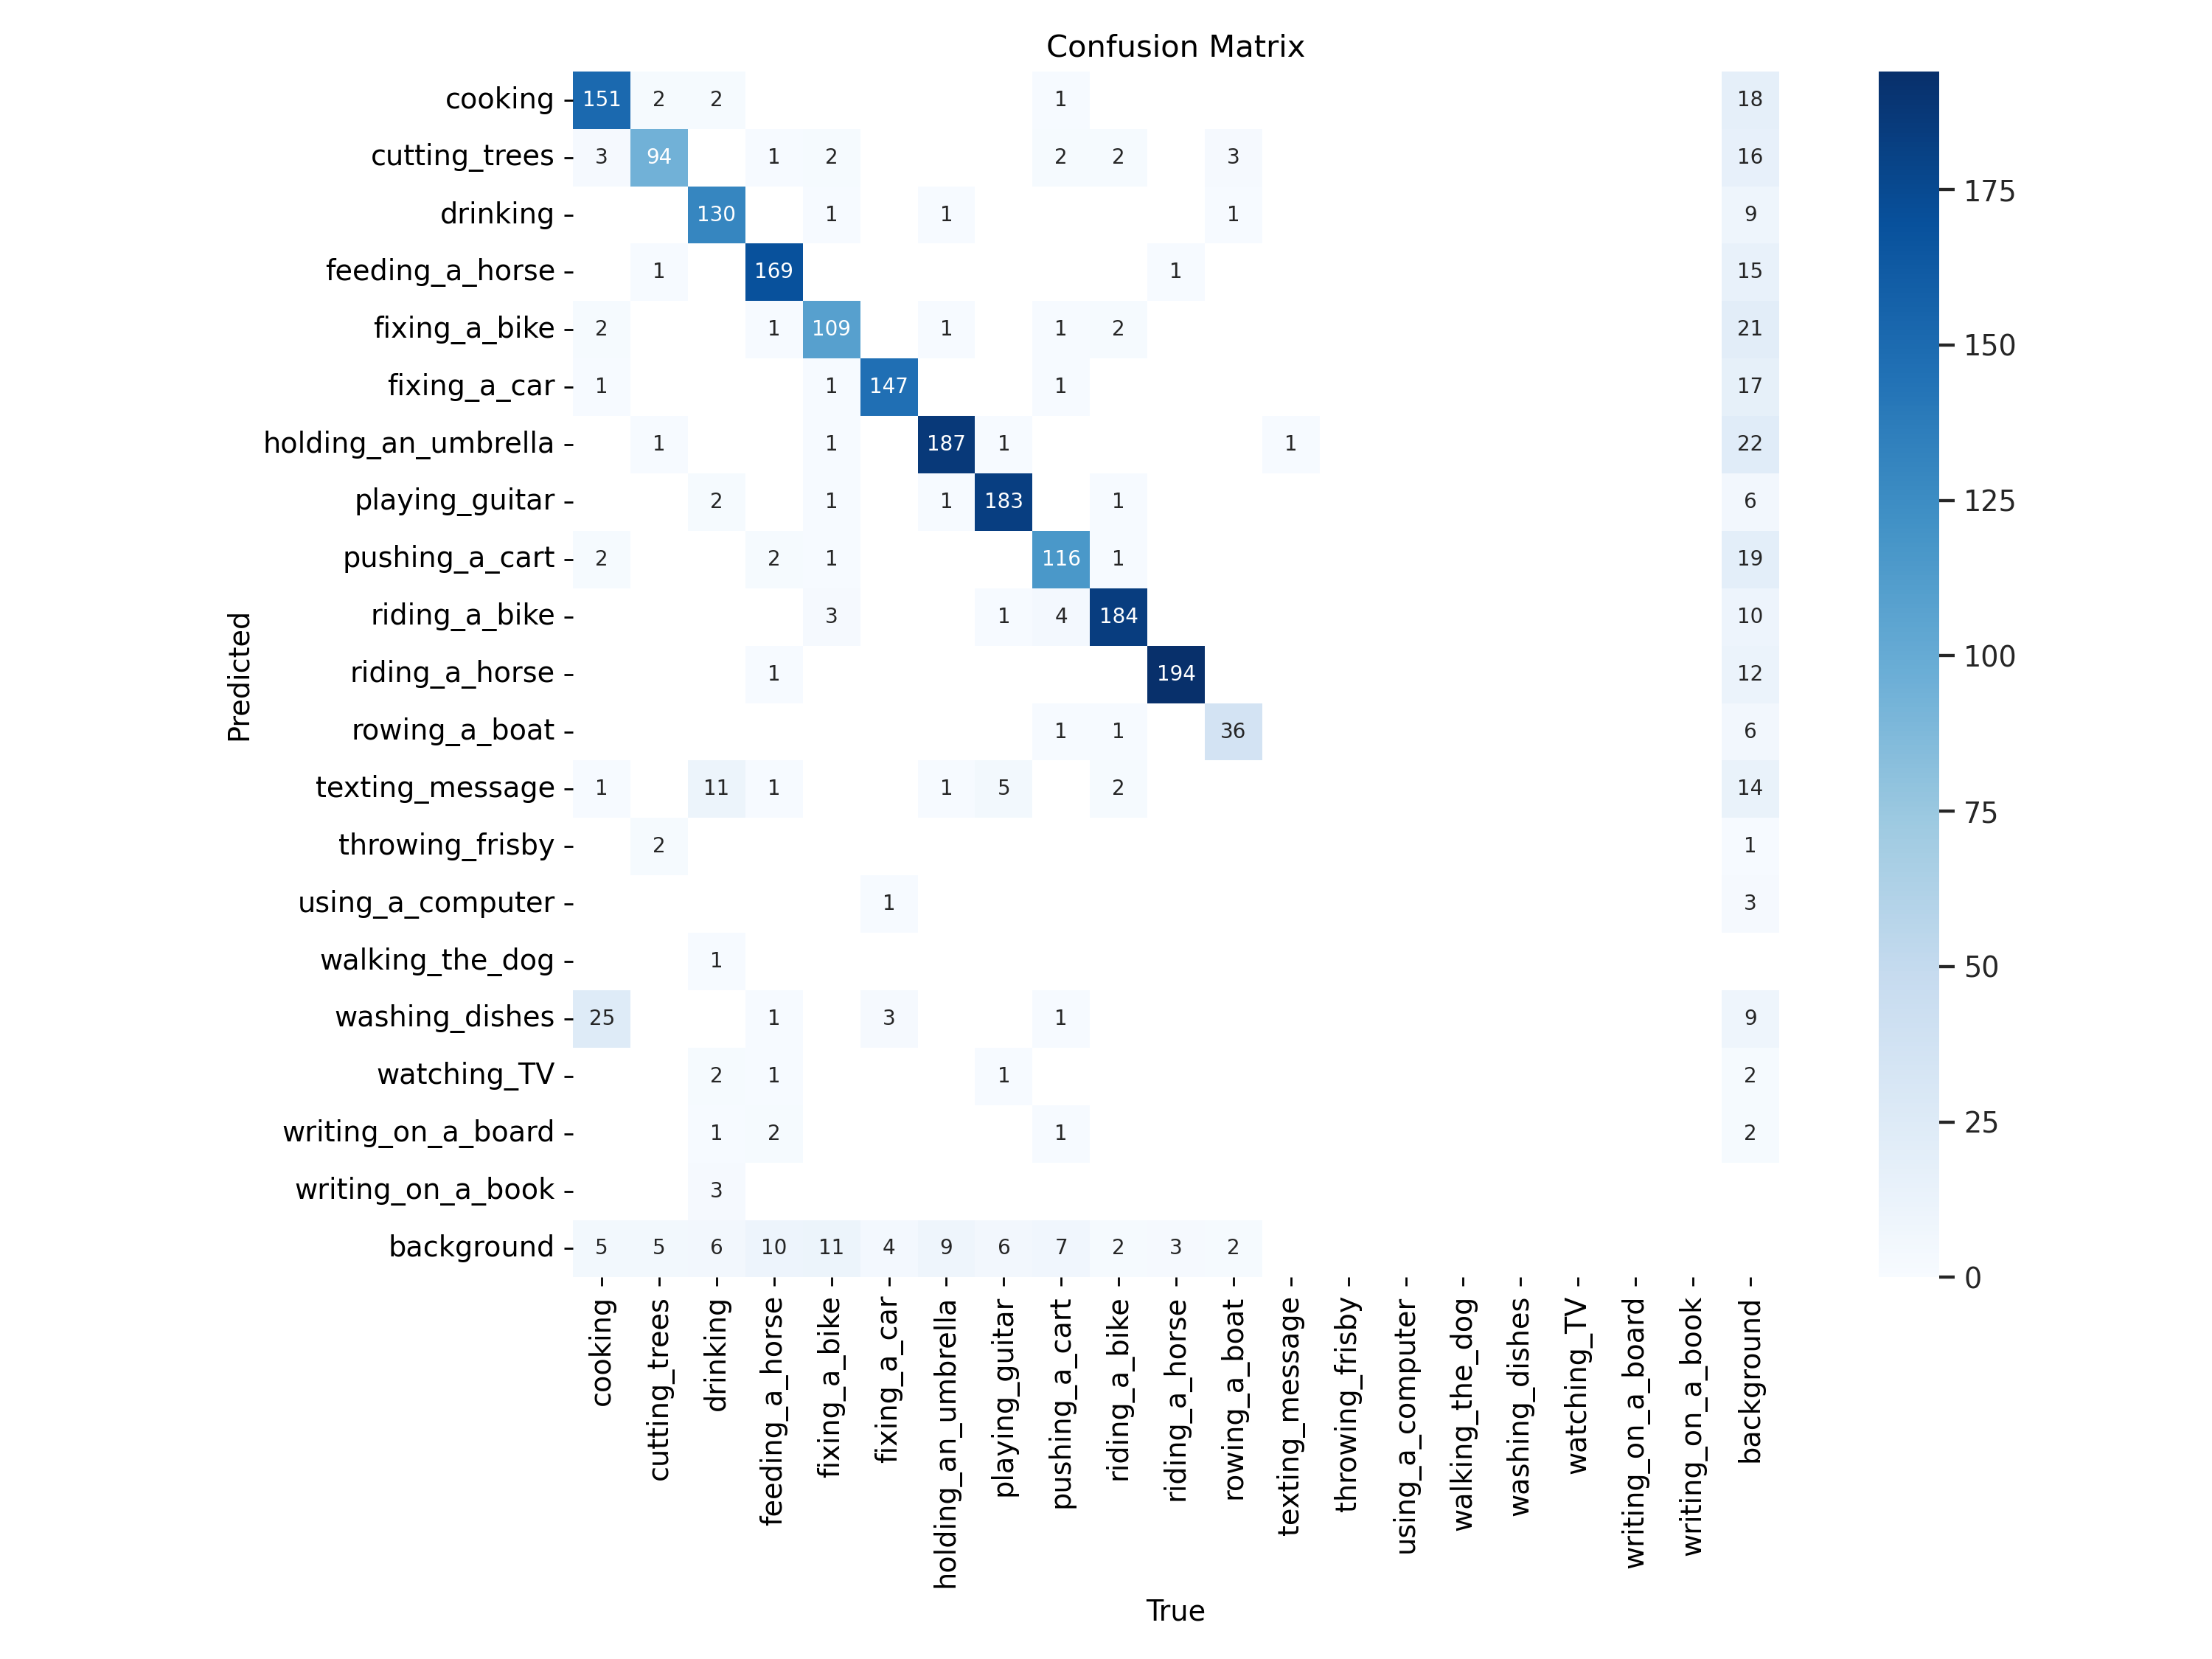 Confusion Matrix
cooking 151 2 2 1 18
cutting_trees 3 94 1 2 2 2 3 16
drinking 130 1 1 1 9
feeding_a_horse 1 169 1 15
fixing_a_bike 2 1 109 1 1 2 21
fixing_a_car 1 1 147 1 17
holding_an_umbrella 1 1 187 1 1 22
playing_guitar 2 1 1 183 1 6
pushing_a_cart 2 2 1 116 1 19
riding_a_bike 3 1 4 184 10
riding_a_horse 1 194 12
rowing_a_boat 1 1 36 6
texting_message 1 11 1 1 5 2 14
throwing_frisby 2 1
using_a_computer 1 3
walking_the_dog 1
washing_dishes 25 1 3 1 9
watching_TV 2 1 1 2
writing_on_a_board 1 2 1 2
writing_on_a_book 3
background 5 5 6 10 11 4 9 6 7 2 3 2
Predicted
cooking
cutting_trees
drinking
feeding_a_horse
fixing_a_bike
fixing_a_car
holding_an_umbrella
playing_guitar
pushing_a_cart
riding_a_bike
riding_a_horse
rowing_a_boat
texting_message
throwing_frisby
using_a_computer
walking_the_dog
washing_dishes
watching_TV
writing_on_a_board
writing_on_a_book
background
True
175
150
125
100
75
50
25
0